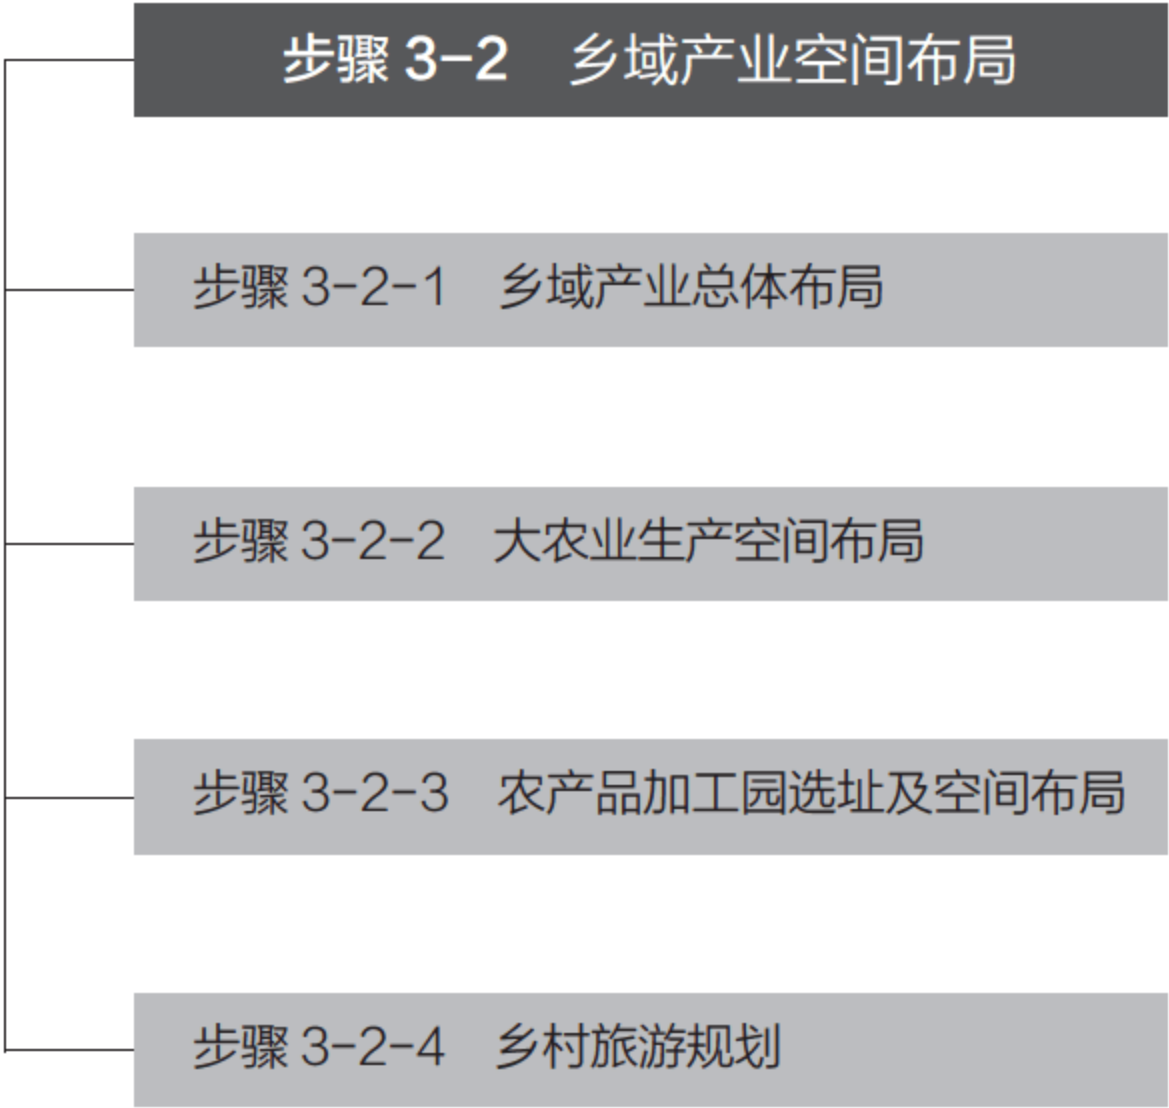 步骤 3-2 乡域产业空间布局
步骤 3-2-1 乡域产业总体布局
步骤 3-2-2 大农业生产空间布局
步骤 3-2-3 农产品加工园选址及空间布局
步骤 3-2-4 乡村旅游规划